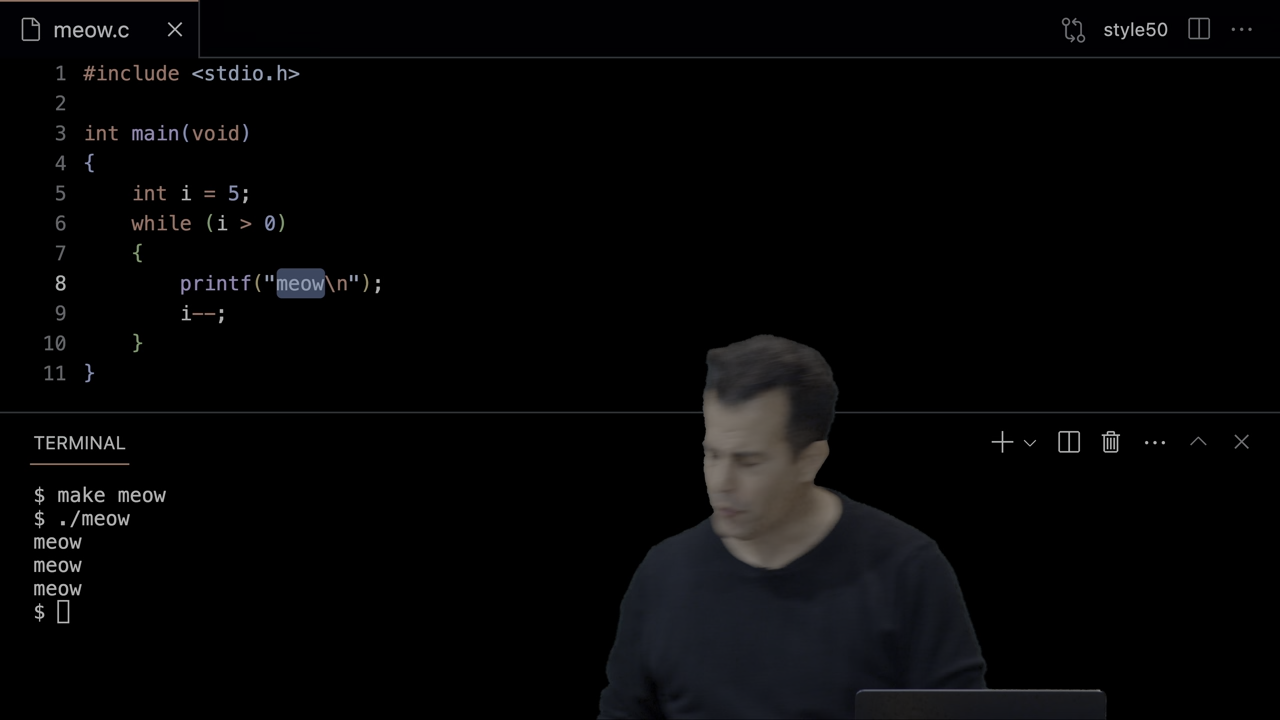 meow.c
style50
1 #include <stdio.h>
2
3 int main(void)
4 {
5     int i = 5;
6     while (i > 0)
7     {
8         printf("meow\n");
9         i--;
10     }
11 }
TERMINAL
$ make meow
$ ./meow
meow
meow
meow
$